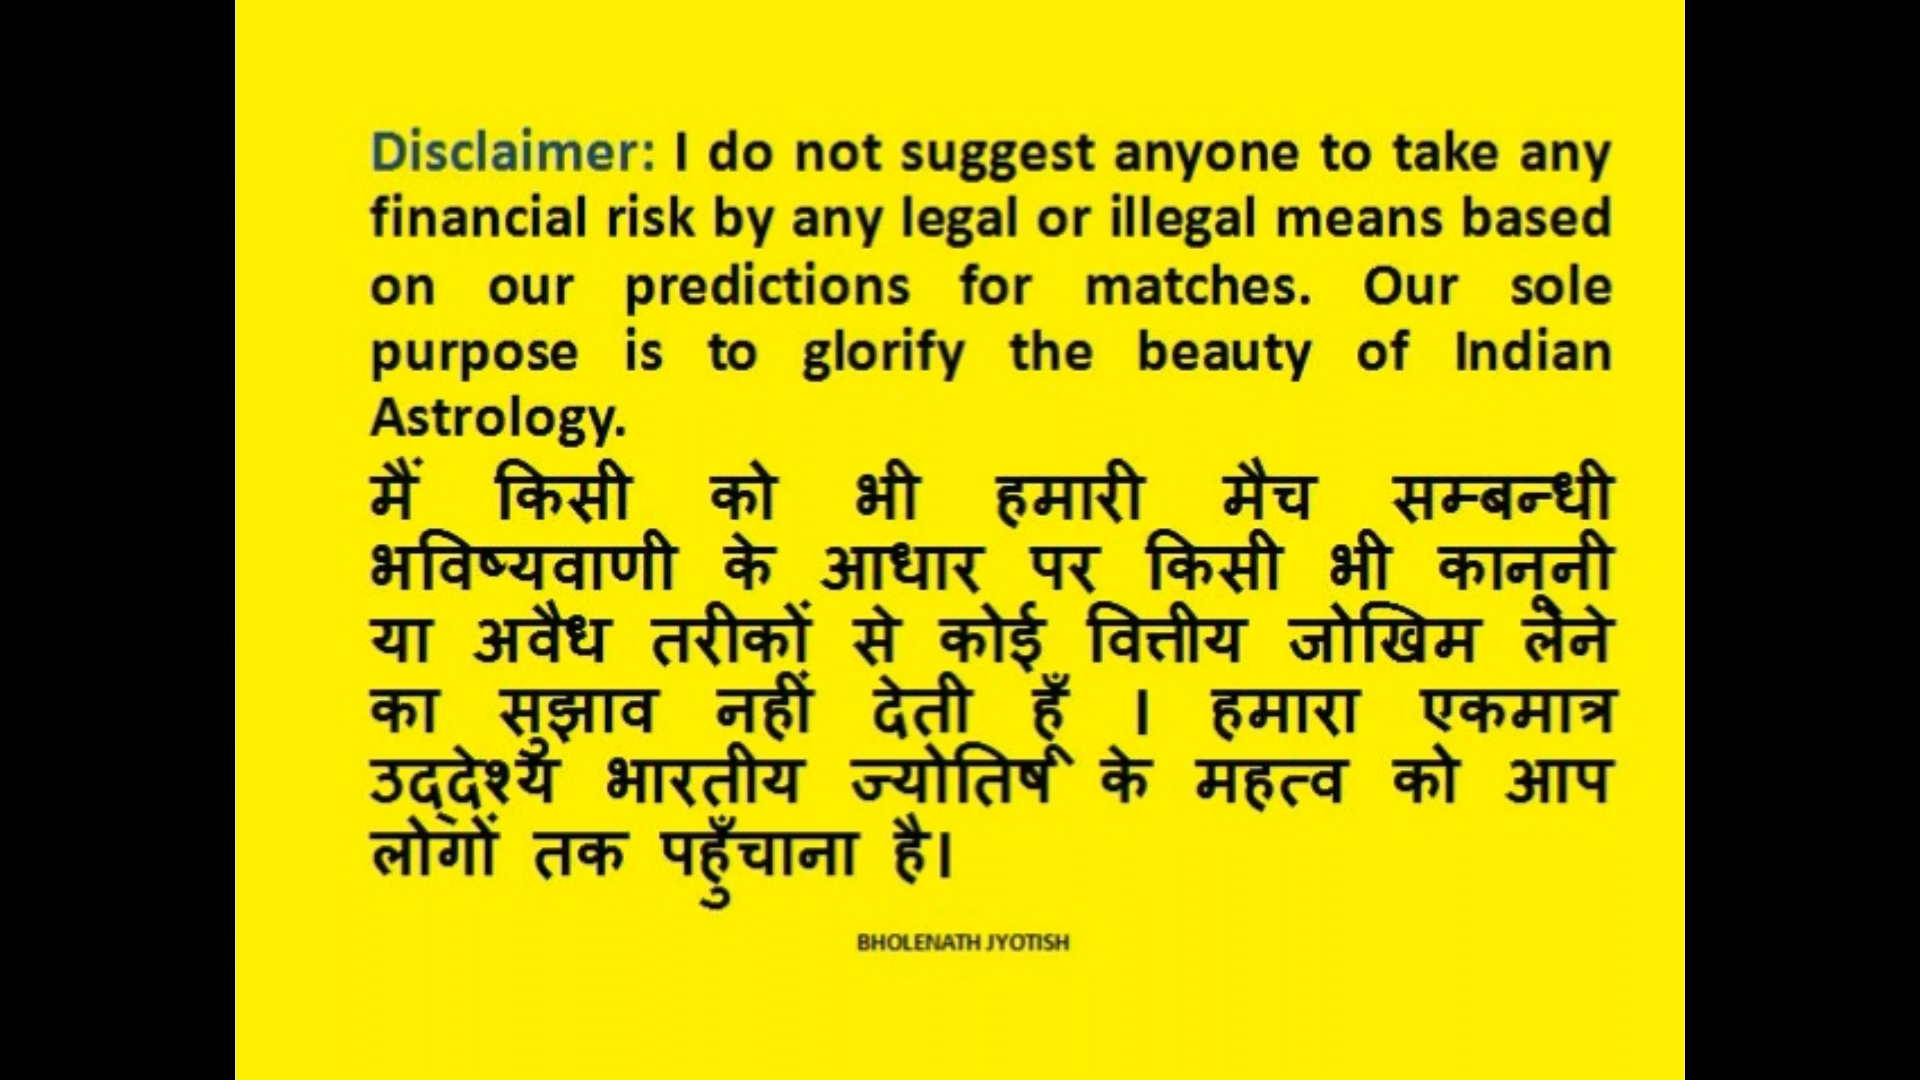 Disclaimer: I do not suggest anyone to take any
financial risk by any legal or illegal means based
on our predictions for matches. Our sole
purpose is to glorify the beauty of Indian
Astrology.
मैं किसी को भी हमारी मैच सम्बन्धी
भविष्यवाणी के आधार पर किसी भी कानूनी
या अवैध तरीकों से कोई वित्तीय जोखिम लेने
का सुझाव नहीं देती हूँ । हमारा एकमात्र
उद्देश्य भारतीय ज्योतिष के महत्व को आप
लोगों तक पहुँचाना है।
BHOLENATH JYOTISH